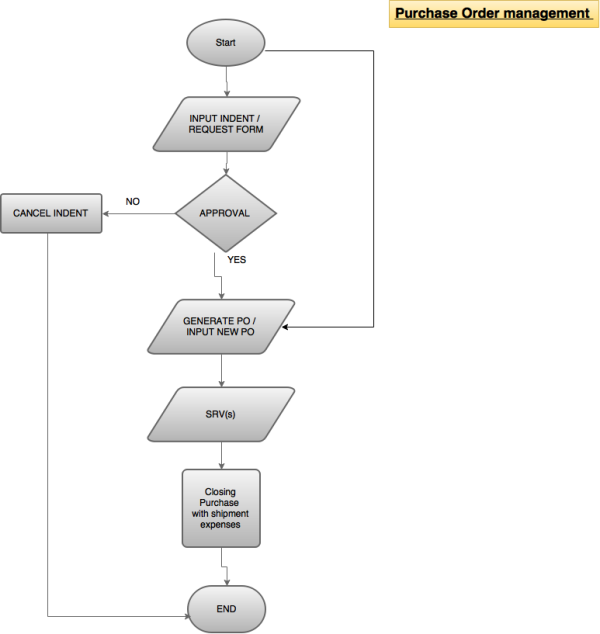 Purchase Order management
Start
INPUT INDENT /
REQUEST FORM
NO
CANCEL INDENT
APPROVAL
YES
GENERATE PO /
INPUT NEW PO
SRV(s)
Closing
Purchase
with shipment
expenses
END